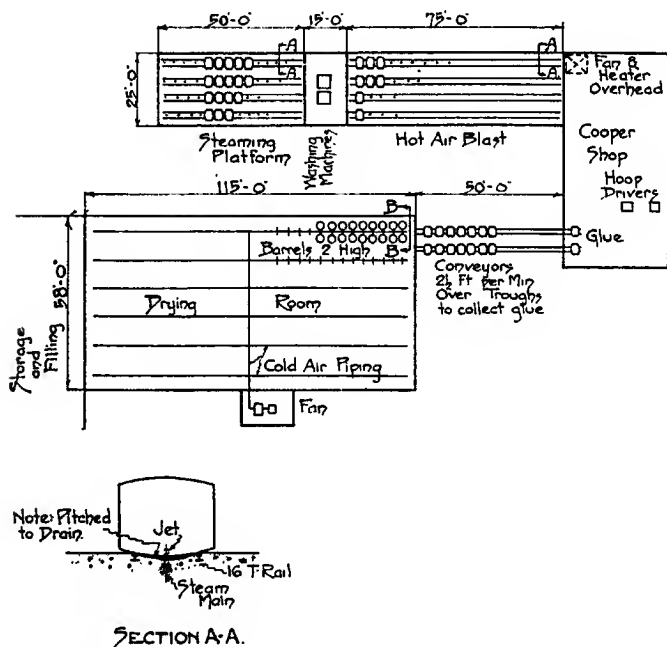 50'-0" 15'-0" 75'-0"
A A
A A
25'-0"
Fan &
Heater
Overhead
Steaming
Platform
Washing
Machines
Hot Air Blast
Cooper
Shop
Hoop
Drivers
115'-0" 50'-0"
B
B
Glue
Barrels 2 High
Conveyors
2½ Ft per Min
Over Troughs
to collect glue
58'-0"
Drying Room
Storage
and
Filling
Cold Air Piping
Fan
Note: Pitched
to Drain.
Jet
16 T-Rail
Steam
Main
SECTION A-A.